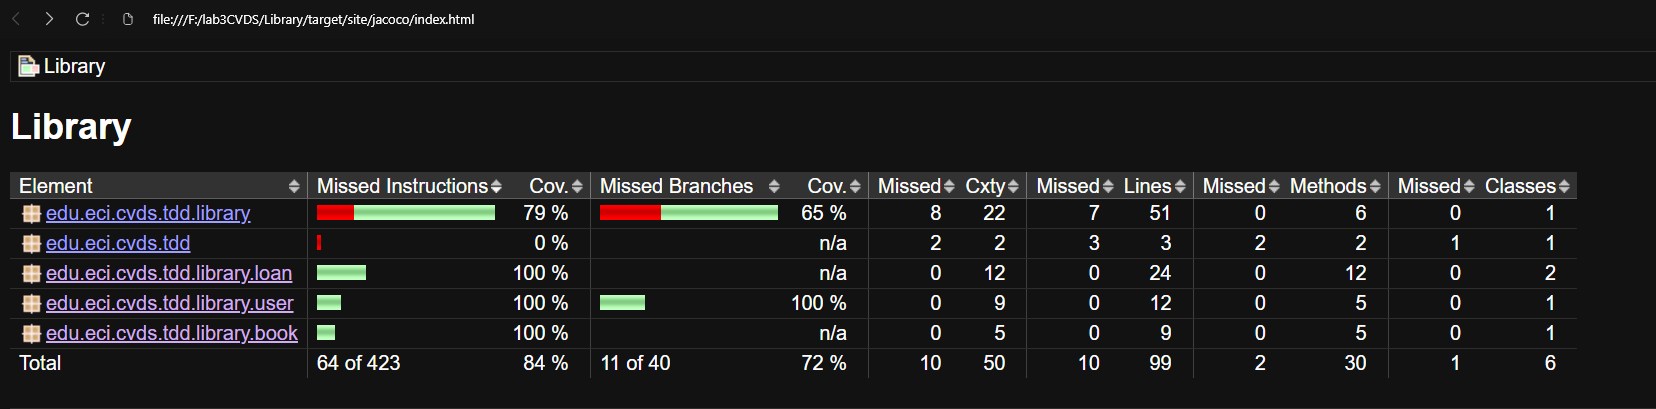 file:///F:/lab3CVDS/Library/target/site/jacoco/index.html
Library
Library
Element Missed Instructions Cov. Missed Branches Cov. Missed Cxty Missed Lines Missed Methods Missed Classes
edu.eci.cvds.tdd.library 79 % 65 % 8 22 7 51 0 6 0 1
edu.eci.cvds.tdd 0 % n/a 2 2 3 3 2 2 1 1
edu.eci.cvds.tdd.library.loan 100 % n/a 0 12 0 24 0 12 0 2
edu.eci.cvds.tdd.library.user 100 % 100 % 0 9 0 12 0 5 0 1
edu.eci.cvds.tdd.library.book 100 % n/a 0 5 0 9 0 5 0 1
Total 64 of 423 84 % 11 of 40 72 % 10 50 10 99 2 30 1 6